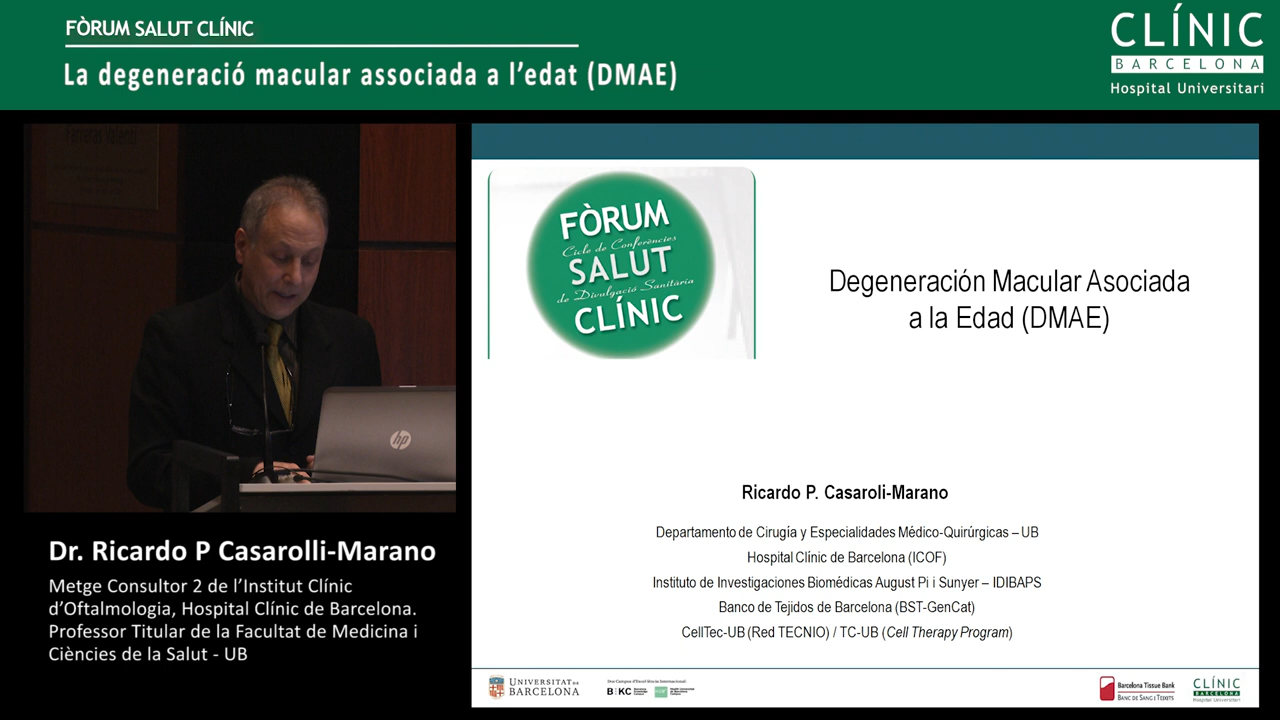 FÒRUM SALUT CLÍNIC
La degeneració macular associada a l'edat (DMAE)
CLÍNIC
BARCELONA
Hospital Universitari
FÒRUM
Cicle de Conferències
SALUT
de Divulgació Sanitària
CLÍNIC
Degeneración Macular Asociada
a la Edad (DMAE)
Ricardo P. Casaroli-Marano
Departamento de Cirugía y Especialidades Médico-Quirúrgicas – UB
Hospital Clínic de Barcelona (ICOF)
Instituto de Investigaciones Biomédicas August Pi i Sunyer – IDIBAPS
Banco de Tejidos de Barcelona (BST-GenCat)
CellTec-UB (Red TECNIO) / TC-UB (Cell Therapy Program)
hp
Dr. Ricardo P Casarolli-Marano
Metge Consultor 2 de l'Institut Clínic
d'Oftalmologia, Hospital Clínic de Barcelona.
Professor Titular de la Facultat de Medicina i
Ciències de la Salut - UB
UNIVERSITAT DE
BARCELONA
BKC
Barcelona Tissue Bank
BANC DE SANG I TEIXITS
CLÍNIC
BARCELONA
Hospital Universitari